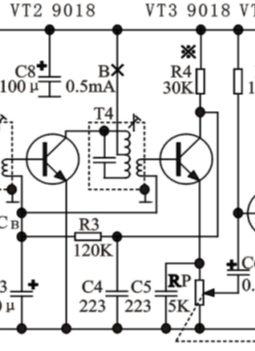 VT2 9018 VT3 9018
※
C8 + B× R4
100 μ 0.5mA 30K
T4
C B
R3
120K
+ C4 C5 RP +
223 223 5K 0.